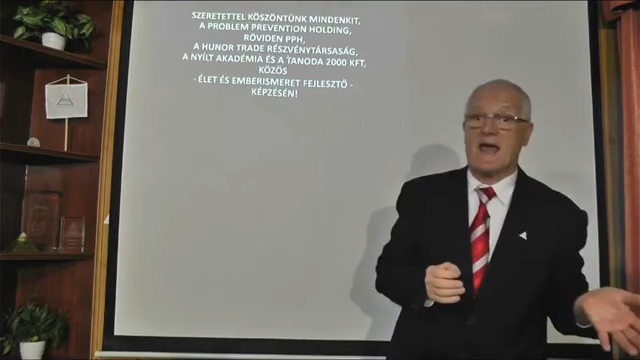 SZERETETTEL KÖSZÖNTÜNK MINDENKIT,
A PROBLEM PREVENTION HOLDING,
RÖVIDEN PPH,
A HUNOR TRADE RÉSZVÉNYTÁRSASÁG,
A NYÍLT AKADÉMIA ÉS A TANODA 2000 KFT,
KÖZÖS
- ÉLET ÉS EMBERISMERET FEJLESZTŐ -
KÉPZÉSÉN!